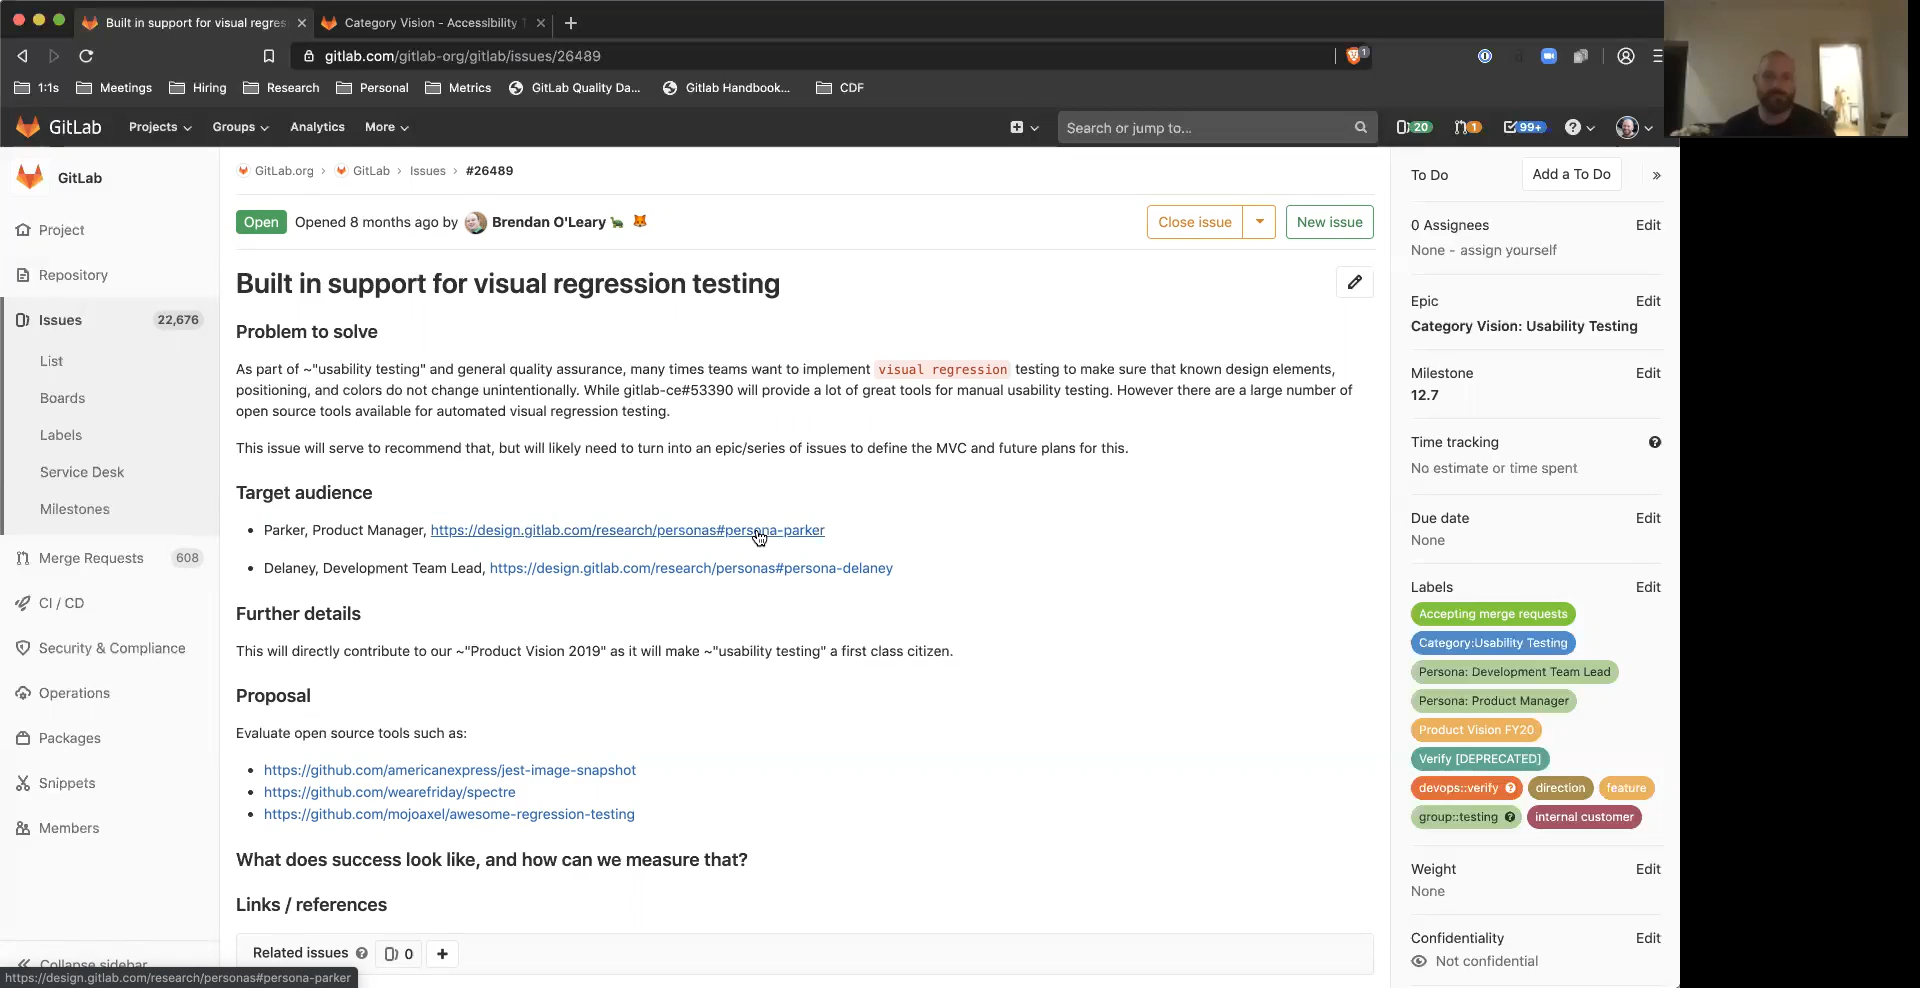 Built in support for visual regres
Category Vision - Accessibility
gitlab.com/gitlab-org/gitlab/issues/26489
1
1:1s
Meetings
Hiring
Research
Personal
Metrics
GitLab Quality Da...
Gitlab Handbook...
CDF
GitLab
Projects
Groups
Analytics
More
Search or jump to...
20
1
99+
GitLab
Project
Repository
Issues 22,676
List
Boards
Labels
Service Desk
Milestones
Merge Requests 608
CI / CD
Security & Compliance
Operations
Packages
Snippets
Members
Collapse sidebar
https://design.gitlab.com/research/personas#persona-parker
GitLab.org › GitLab › Issues › #26489
Open Opened 8 months ago by Brendan O'Leary
Close issue
New issue
Built in support for visual regression testing
Problem to solve
As part of ~"usability testing" and general quality assurance, many times teams want to implement visual regression testing to make sure that known design elements,
positioning, and colors do not change unintentionally. While gitlab-ce#53390 will provide a lot of great tools for manual usability testing. However there are a large number of
open source tools available for automated visual regression testing.
This issue will serve to recommend that, but will likely need to turn into an epic/series of issues to define the MVC and future plans for this.
Target audience
• Parker, Product Manager, https://design.gitlab.com/research/personas#persona-parker
• Delaney, Development Team Lead, https://design.gitlab.com/research/personas#persona-delaney
Further details
This will directly contribute to our ~"Product Vision 2019" as it will make ~"usability testing" a first class citizen.
Proposal
Evaluate open source tools such as:
• https://github.com/americanexpress/jest-image-snapshot
• https://github.com/wearefriday/spectre
• https://github.com/mojoaxel/awesome-regression-testing
What does success look like, and how can we measure that?
Links / references
Related issues 0
To Do
Add a To Do
0 Assignees Edit
None - assign yourself
Epic Edit
Category Vision: Usability Testing
Milestone Edit
12.7
Time tracking
No estimate or time spent
Due date Edit
None
Labels Edit
Accepting merge requests
Category:Usability Testing
Persona: Development Team Lead
Persona: Product Manager
Product Vision FY20
Verify [DEPRECATED]
devops::verify direction feature
group::testing internal customer
Weight Edit
None
Confidentiality Edit
Not confidential